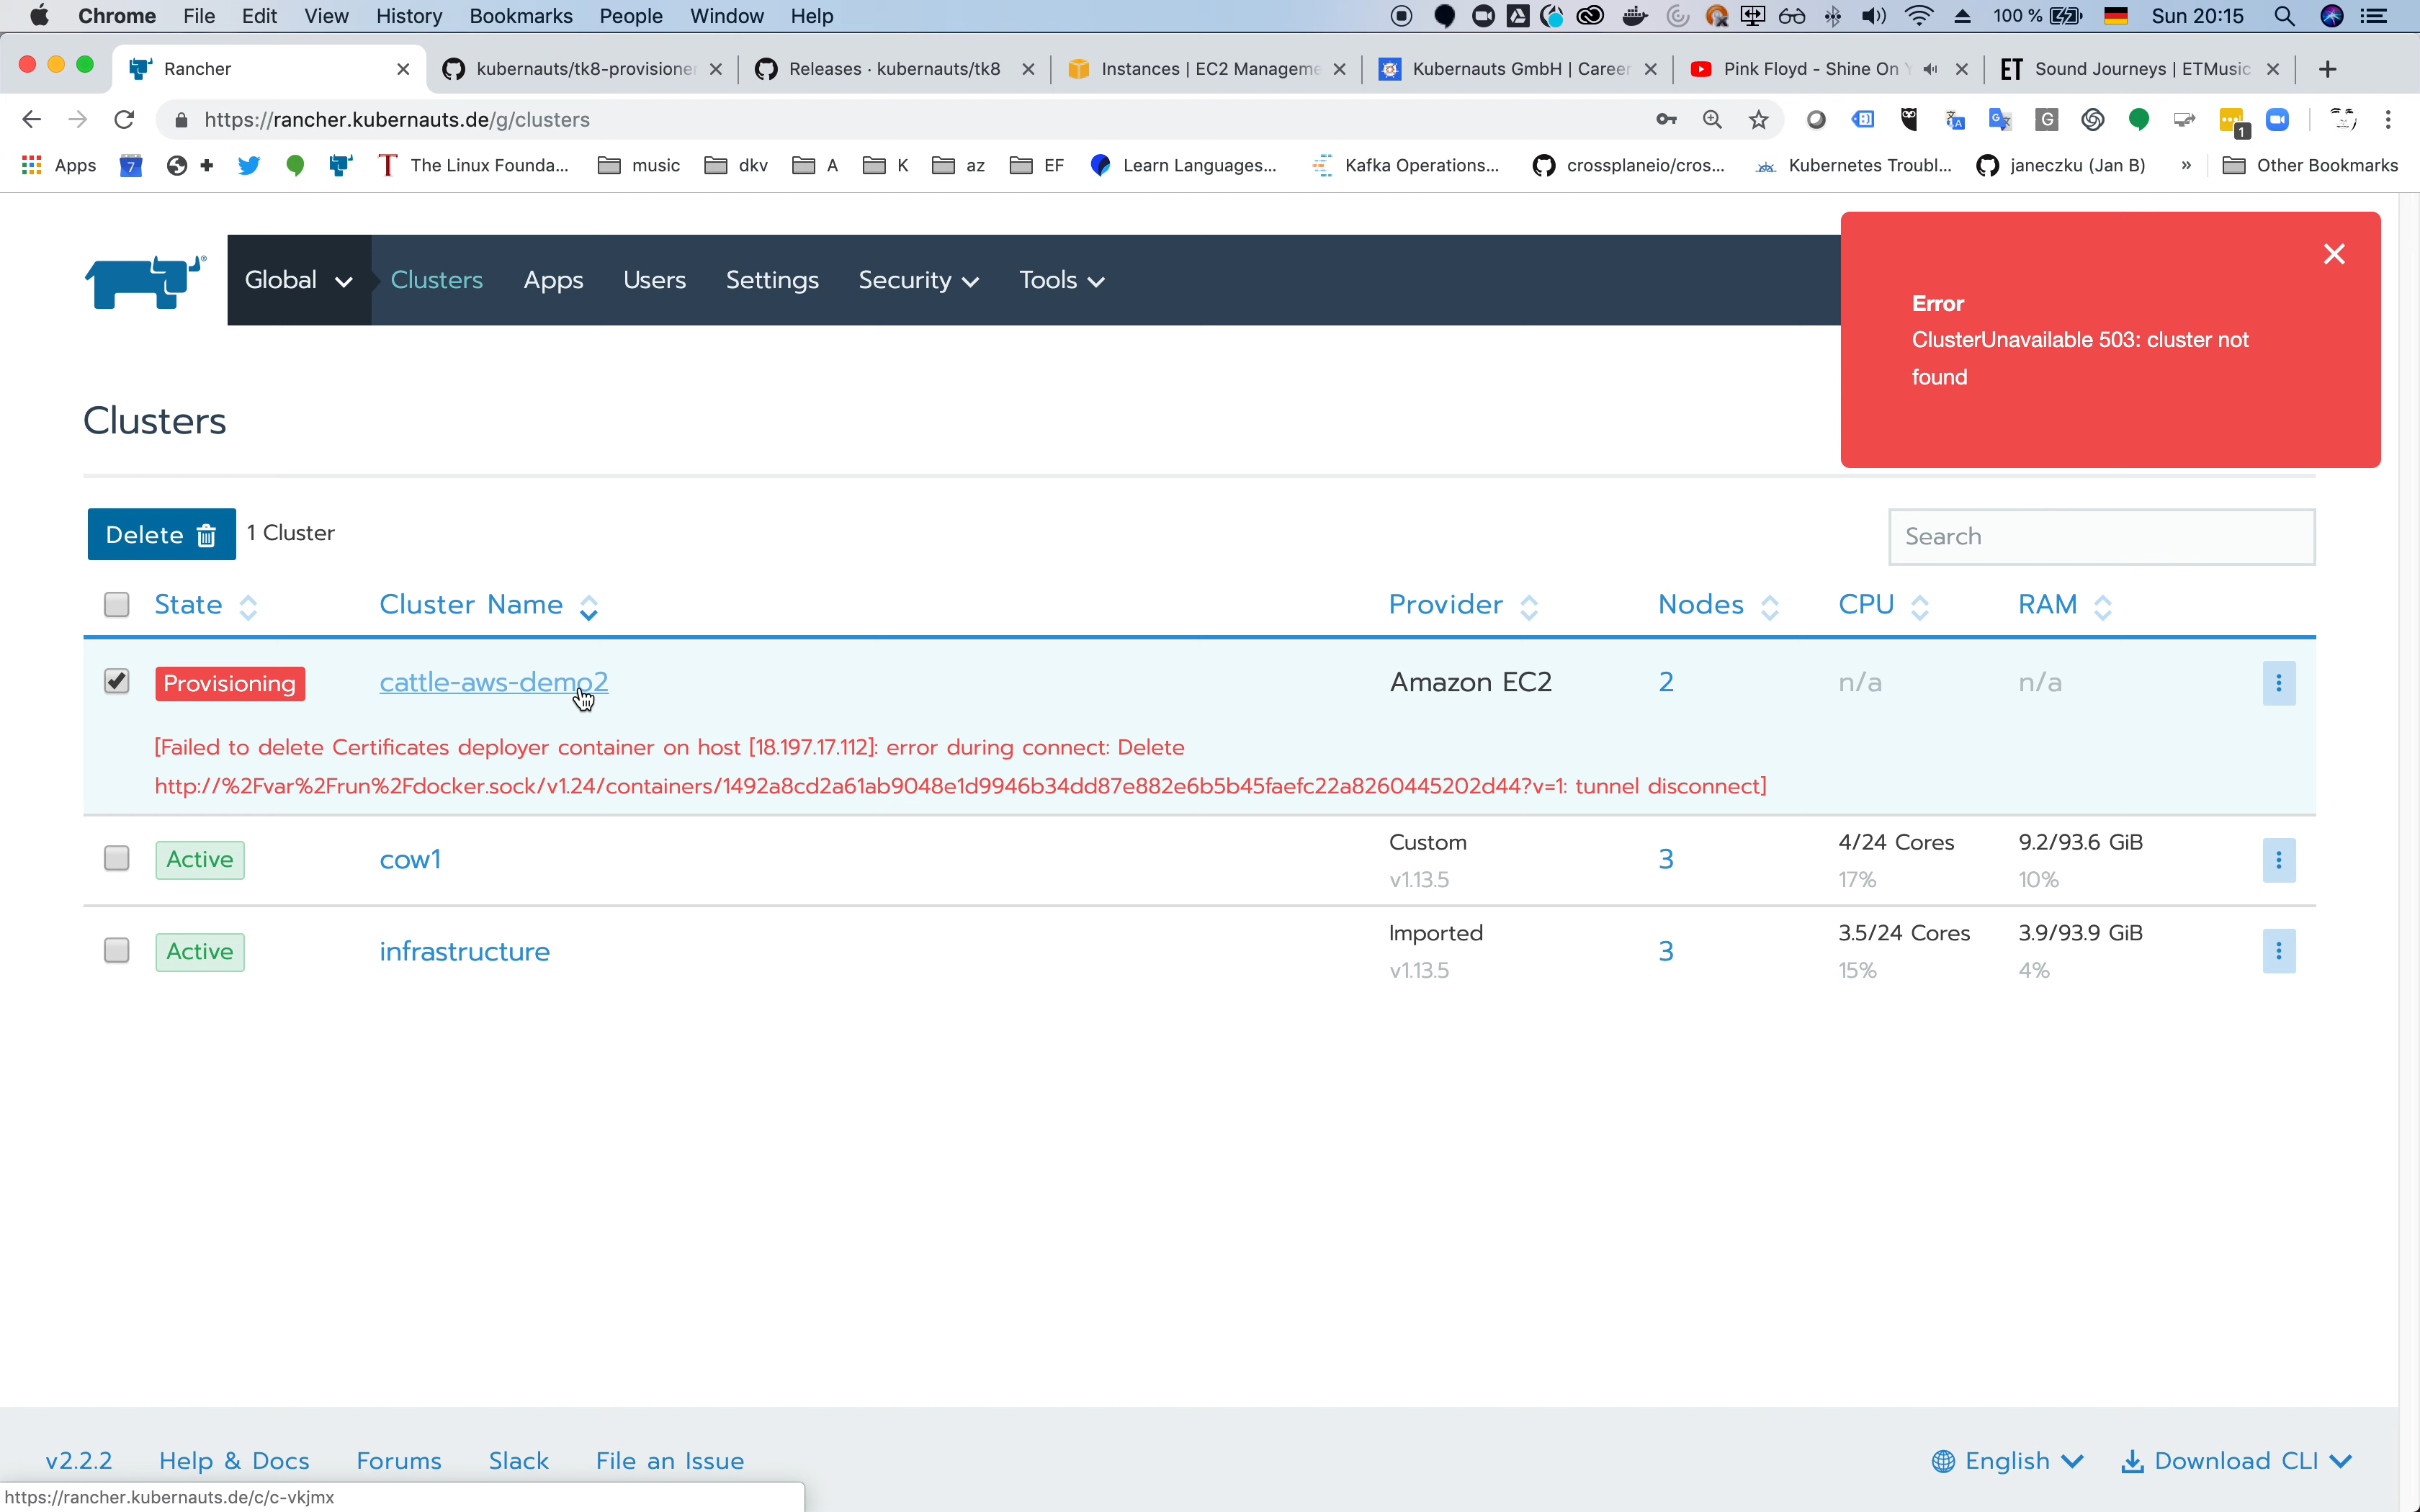 Chrome File Edit View History Bookmarks People Window Help 100 % Sun 20:15
Rancher kubernauts/tk8-provisioner Releases · kubernauts/tk8 Instances | EC2 Manageme Kubernauts GmbH | Career Pink Floyd - Shine On Y ET Sound Journeys | ETMusic
https://rancher.kubernauts.de/g/clusters
G
1
Apps 7 T The Linux Founda... music dkv A K az EF Learn Languages... Kafka Operations... crossplaneio/cros... Kubernetes Troubl... janeczku (Jan B) » Other Bookmarks
Global Clusters Apps Users Settings Security Tools
Error
ClusterUnavailable 503: cluster not
found
Clusters
Delete 1 Cluster Search
State Cluster Name Provider Nodes CPU RAM
Provisioning cattle-aws-demo2 Amazon EC2 2 n/a n/a
[Failed to delete Certificates deployer container on host [18.197.17.112]: error during connect: Delete
http://%2Fvar%2Frun%2Fdocker.sock/v1.24/containers/1492a8cd2a61ab9048e1d9946b34dd87e882e6b5b45faefc22a8260445202d44?v=1: tunnel disconnect]
Active cow1 Custom 3 4/24 Cores 9.2/93.6 GiB
v1.13.5 17% 10%
Active infrastructure Imported 3 3.5/24 Cores 3.9/93.9 GiB
v1.13.5 15% 4%
v2.2.2 Help & Docs Forums Slack File an Issue English Download CLI
https://rancher.kubernauts.de/c/c-vkjmx